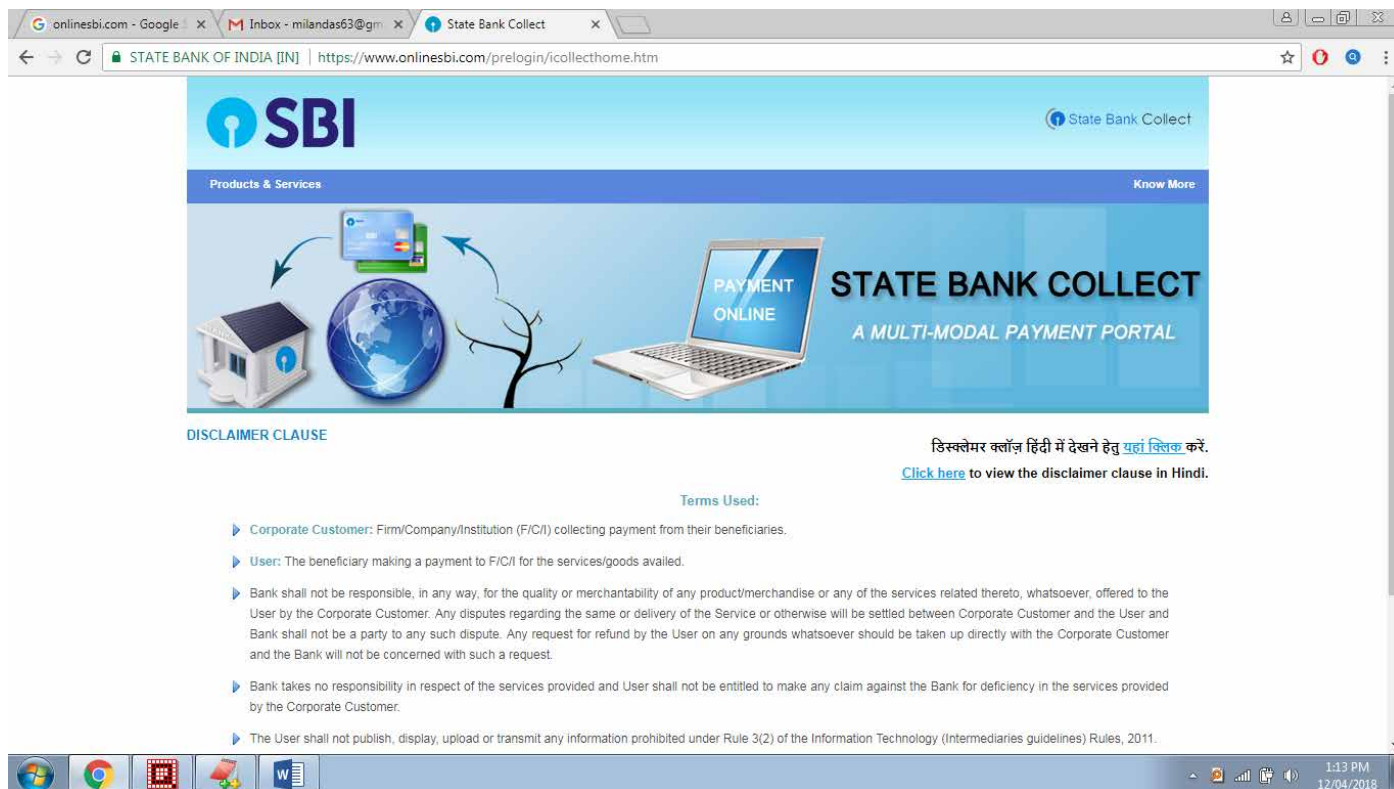 onlinesbi.com - Google
Inbox - milandas63@gm
State Bank Collect
STATE BANK OF INDIA [IN] | https://www.onlinesbi.com/prelogin/icollecthome.htm
SBI
State Bank Collect
Products & Services
Know More
SBI
PAYMENT
ONLINE
STATE BANK COLLECT
A MULTI-MODAL PAYMENT PORTAL
DISCLAIMER CLAUSE
डिस्क्लेमर क्लॉज़ हिंदी में देखने हेतु यहां क्लिक करें.
Click here to view the disclaimer clause in Hindi.
Terms Used:
Corporate Customer: Firm/Company/Institution (F/C/I) collecting payment from their beneficiaries.
User: The beneficiary making a payment to F/C/I for the services/goods availed.
Bank shall not be responsible, in any way, for the quality or merchantability of any product/merchandise or any of the services related thereto, whatsoever, offered to the
User by the Corporate Customer. Any disputes regarding the same or delivery of the Service or otherwise will be settled between Corporate Customer and the User and
Bank shall not be a party to any such dispute. Any request for refund by the User on any grounds whatsoever should be taken up directly with the Corporate Customer
and the Bank will not be concerned with such a request.
Bank takes no responsibility in respect of the services provided and User shall not be entitled to make any claim against the Bank for deficiency in the services provided
by the Corporate Customer.
The User shall not publish, display, upload or transmit any information prohibited under Rule 3(2) of the Information Technology (Intermediaries guidelines) Rules, 2011.
1:13 PM
12/04/2018